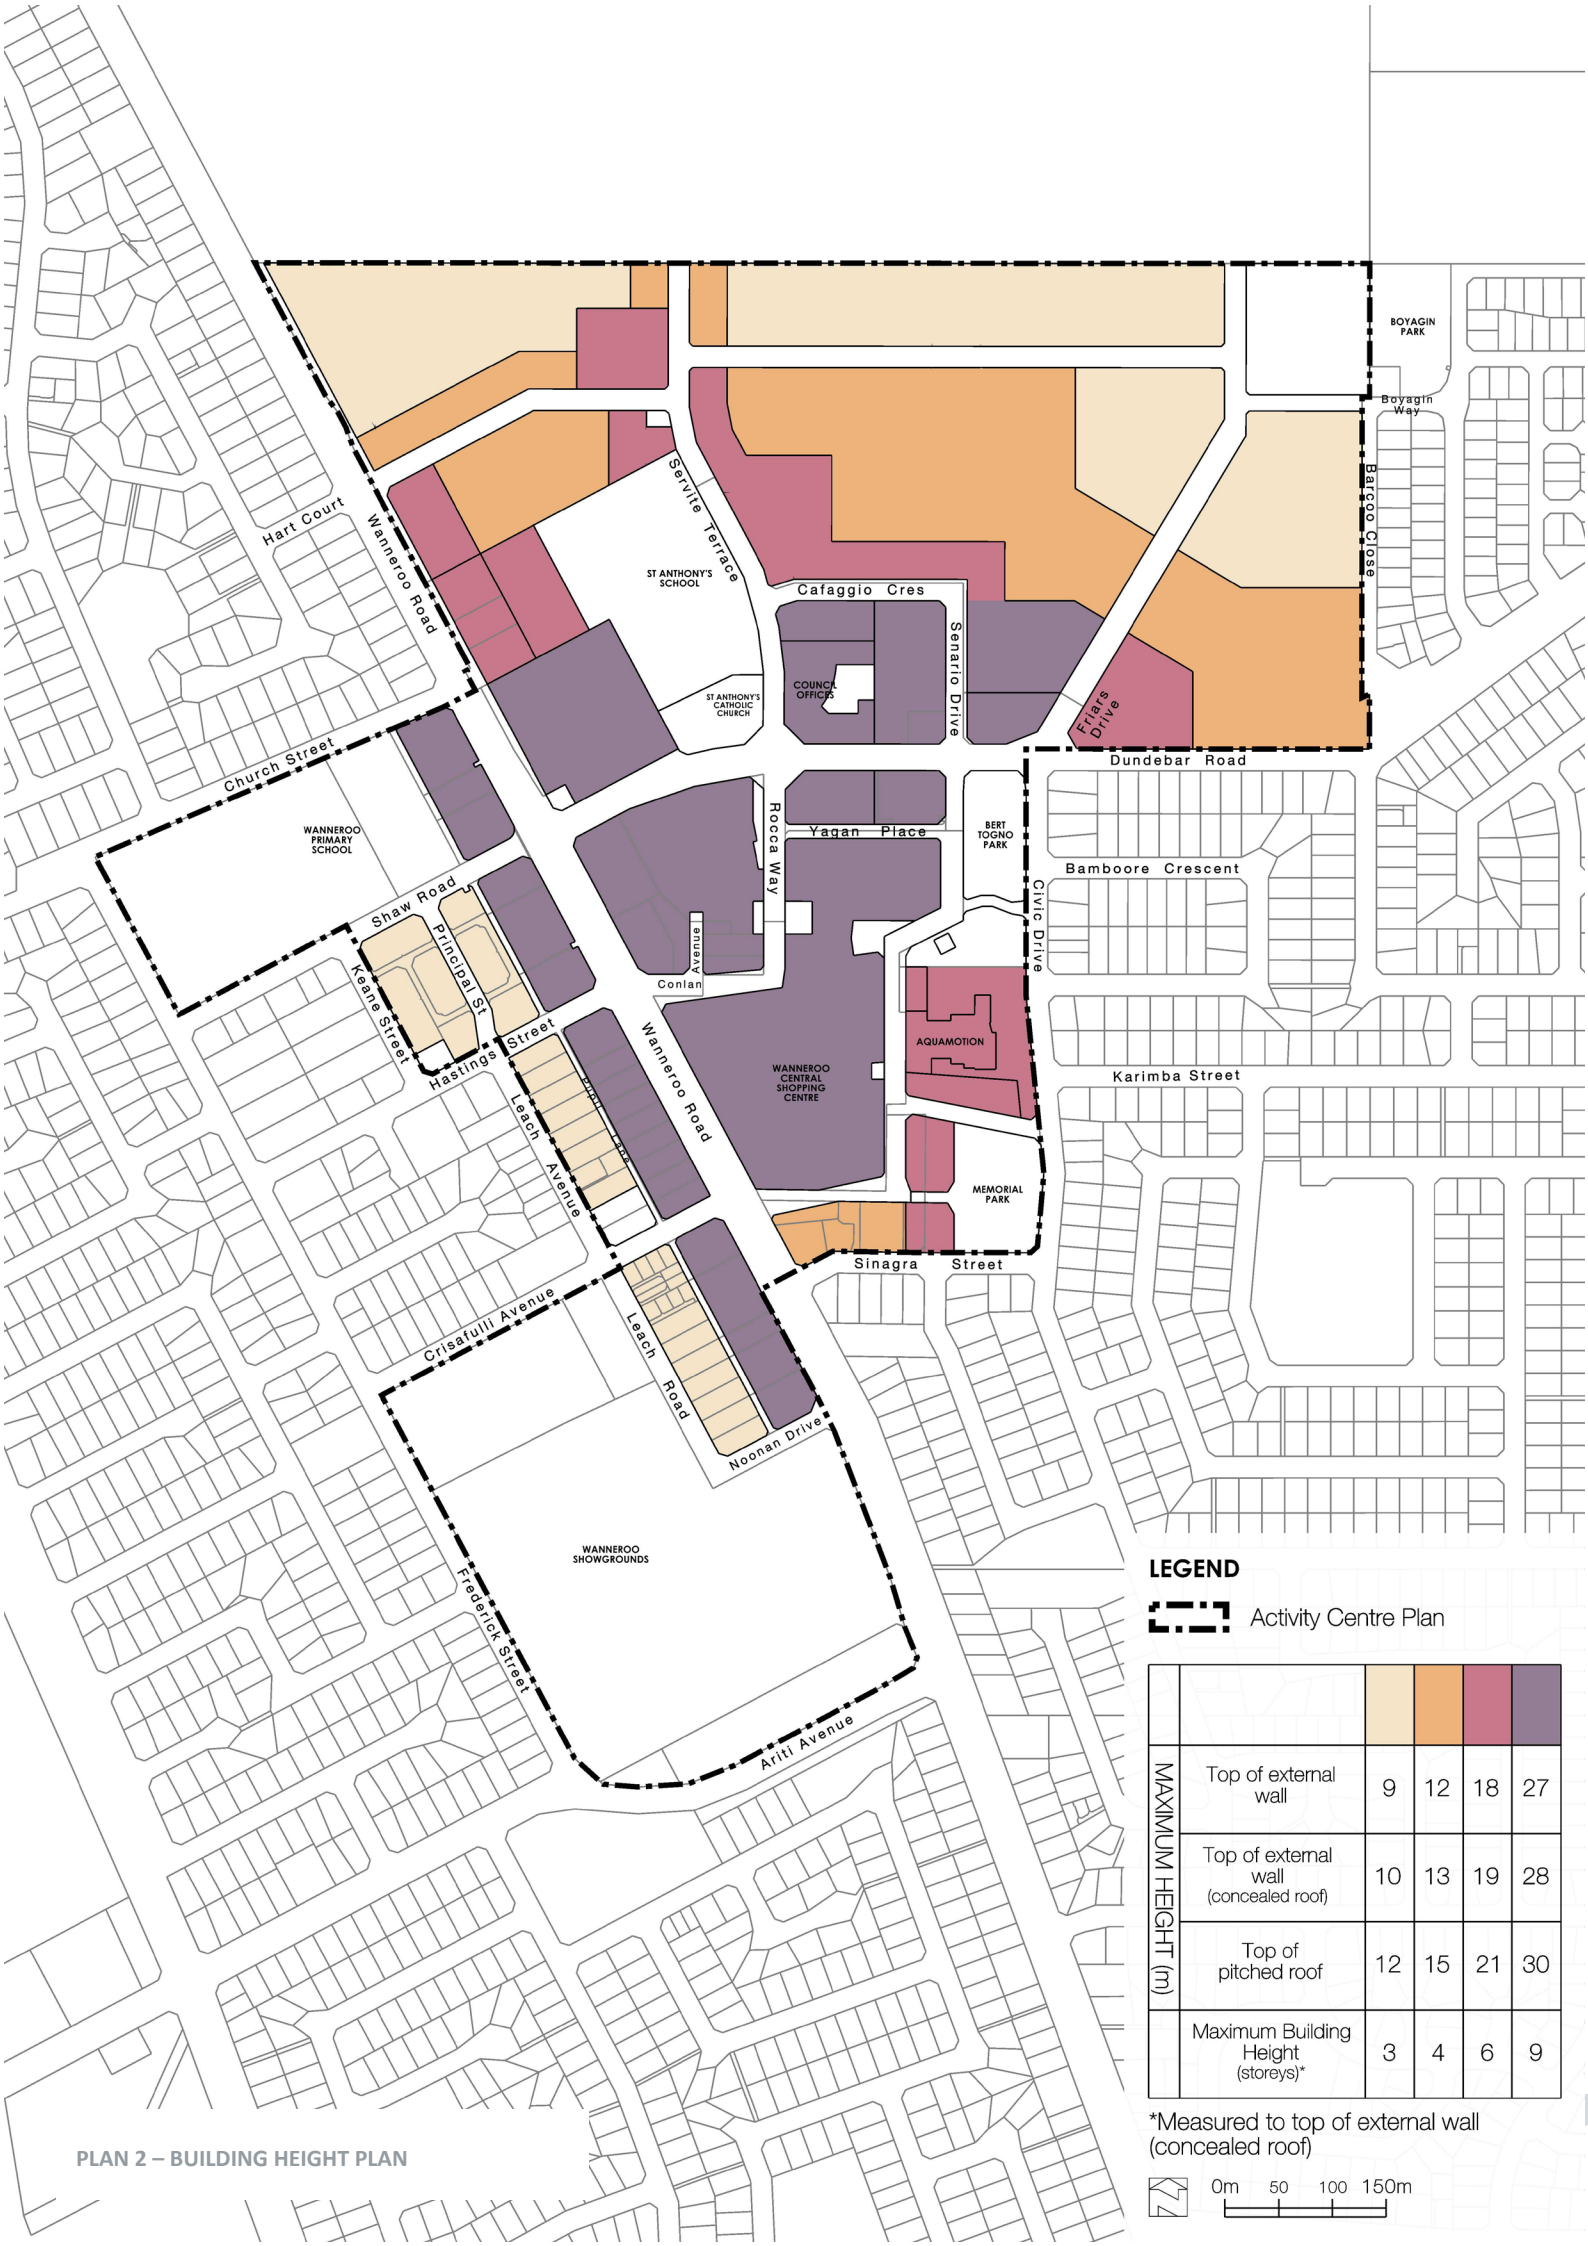 BOYAGIN
PARK
Boyagin
Way
Barcoo Close
Hart Court
Wanneroo Road
Servite Terrace
ST ANTHONY'S
SCHOOL
Cafaggio Cres
Senario Drive
COUNCIL
OFFICES
ST ANTHONY'S
CATHOLIC
CHURCH
Friars
Drive
Church Street
Dundebar Road
WANNEROO
PRIMARY
SCHOOL
Rocca Way
Yagan Place
BERT
TOGNO
PARK
Bamboore Crescent
Shaw Road
Principal St
Keane Street
Civic Drive
Conlan
Avenue
Hastings Street
Wanneroo Road
AQUAMOTION
WANNEROO
CENTRAL
SHOPPING
CENTRE
Karimba Street
Pupil Lane
Leach Avenue
MEMORIAL
PARK
Sinagra Street
Crisafulli Avenue
Leach Road
Noonan Drive
WANNEROO
SHOWGROUNDS
Frederick Street
Ariti Avenue
LEGEND
Activity Centre Plan
MAXIMUM HEIGHT (m)
Top of external
wall
9 12 18 27
Top of external
wall
(concealed roof)
10 13 19 28
Top of
pitched roof
12 15 21 30
Maximum Building
Height
(storeys)*
3 4 6 9
*Measured to top of external wall
(concealed roof)
0m 50 100 150m
PLAN 2 – BUILDING HEIGHT PLAN